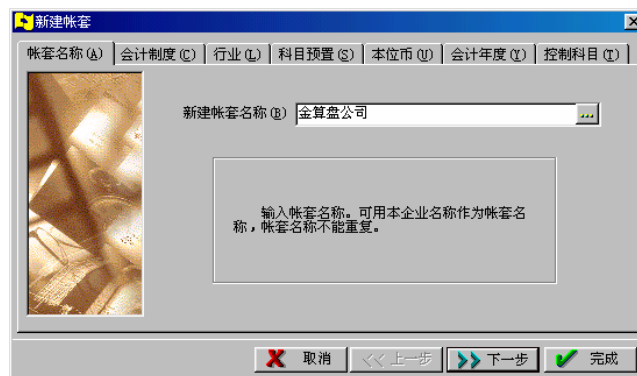 新建帐套
帐套名称(A) 会计制度(C) 行业(L) 科目预置(S) 本位币(U) 会计年度(Y) 控制科目(T)
新建帐套名称(B) 金算盘公司 ...
输入帐套名称。可用本企业名称作为帐套名
称，帐套名称不能重复。
取消 << 上一步 >> 下一步 完成